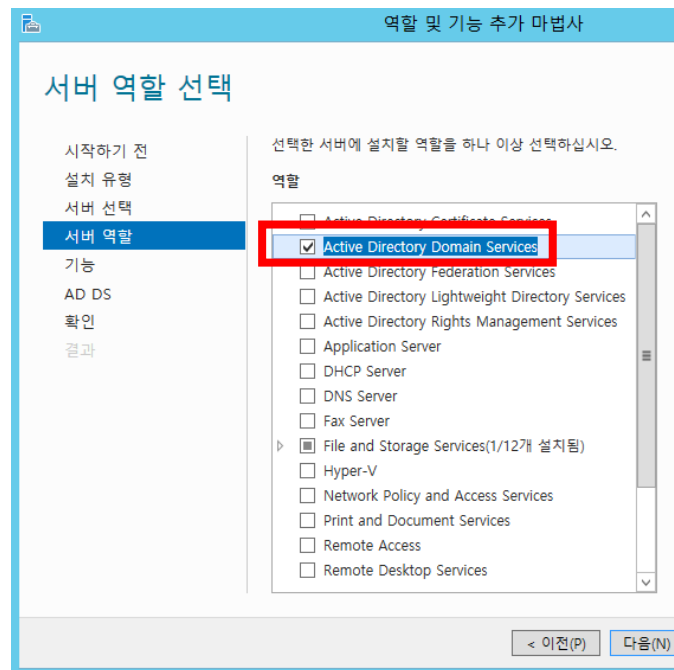 역할 및 기능 추가 마법사
서버 역할 선택
시작하기 전
설치 유형
서버 선택
서버 역할
기능
AD DS
확인
결과
선택한 서버에 설치할 역할을 하나 이상 선택하십시오.
역할
Active Directory Certificate Services
Active Directory Domain Services
Active Directory Federation Services
Active Directory Lightweight Directory Services
Active Directory Rights Management Services
Application Server
DHCP Server
DNS Server
Fax Server
File and Storage Services(1/12개 설치됨)
Hyper-V
Network Policy and Access Services
Print and Document Services
Remote Access
Remote Desktop Services
< 이전(P)
다음(N)